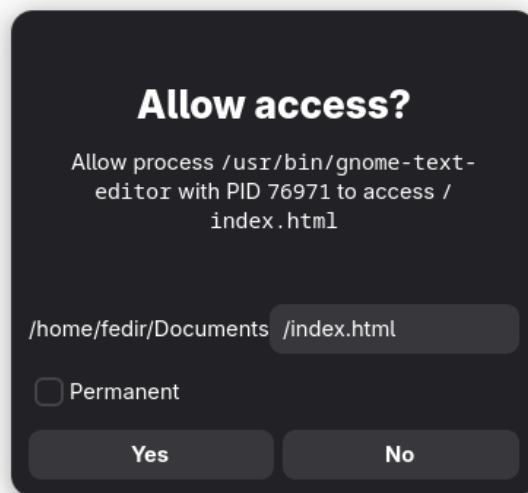 Allow access?
Allow process /usr/bin/gnome-text-
editor with PID 76971 to access /
index.html
/home/fedir/Documents /index.html
Permanent
Yes No